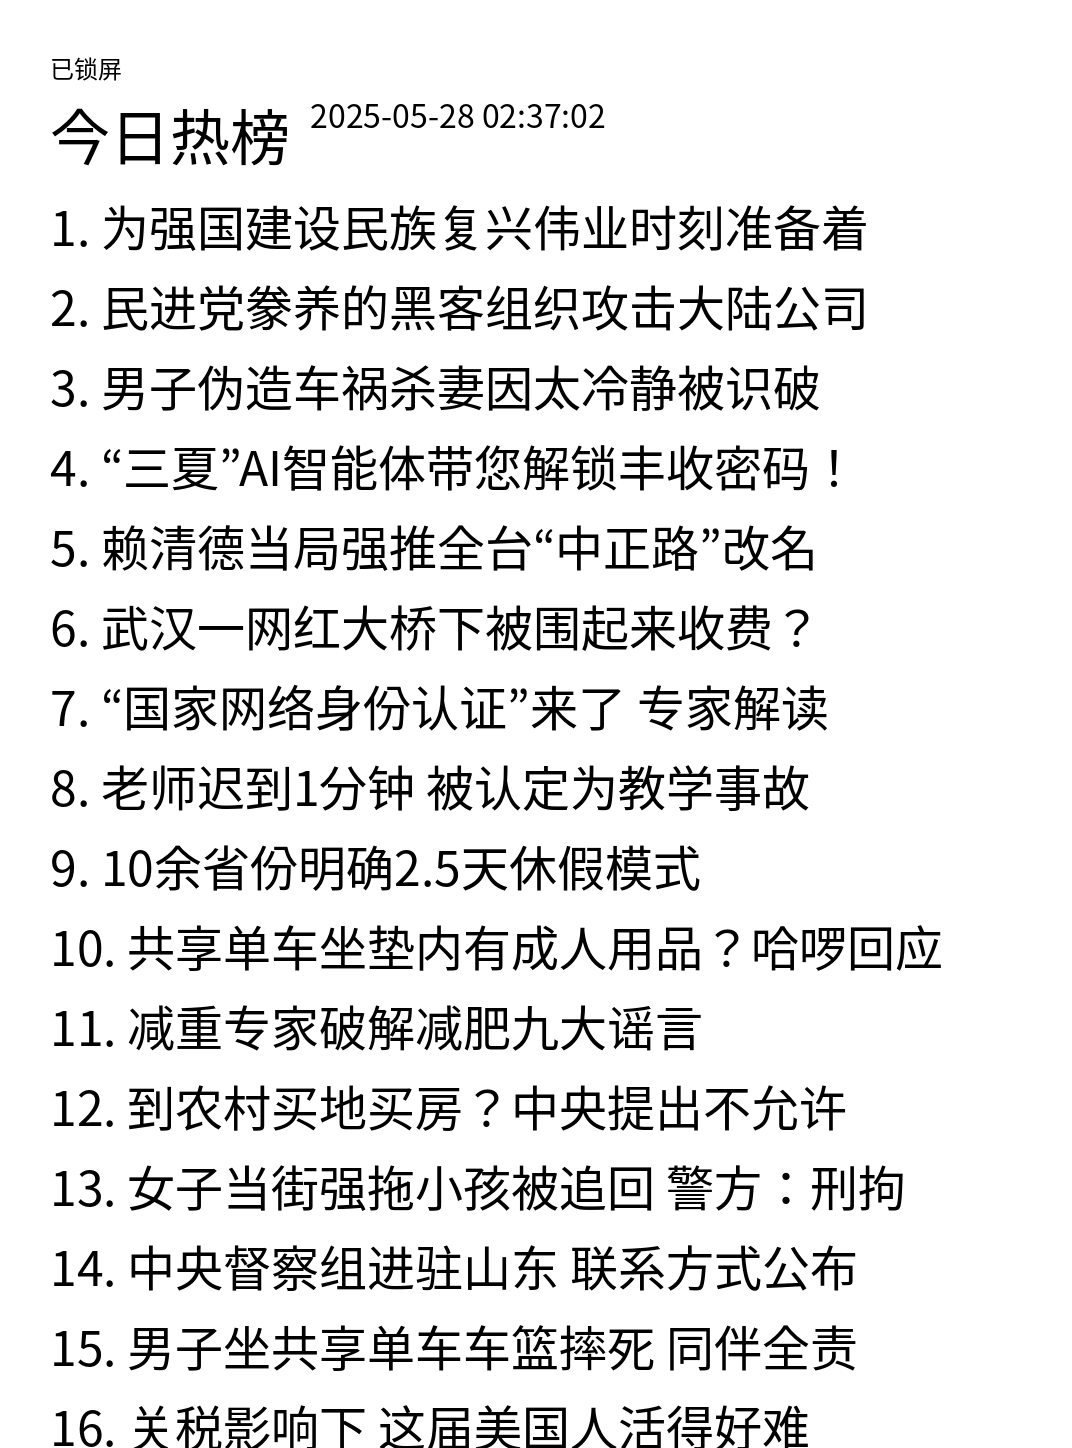 已锁屏
今日热榜 2025-05-28 02:37:02
1. 为强国建设民族复兴伟业时刻准备着
2. 民进党豢养的黑客组织攻击大陆公司
3. 男子伪造车祸杀妻因太冷静被识破
4. “三夏”AI智能体带您解锁丰收密码！
5. 赖清德当局强推全台“中正路”改名
6. 武汉一网红大桥下被围起来收费？
7. “国家网络身份认证”来了 专家解读
8. 老师迟到1分钟 被认定为教学事故
9. 10余省份明确2.5天休假模式
10. 共享单车坐垫内有成人用品？哈啰回应
11. 减重专家破解减肥九大谣言
12. 到农村买地买房？中央提出不允许
13. 女子当街强拖小孩被追回 警方：刑拘
14. 中央督察组进驻山东 联系方式公布
15. 男子坐共享单车车篮摔死 同伴全责
16. 关税影响下 这届美国人活得好难